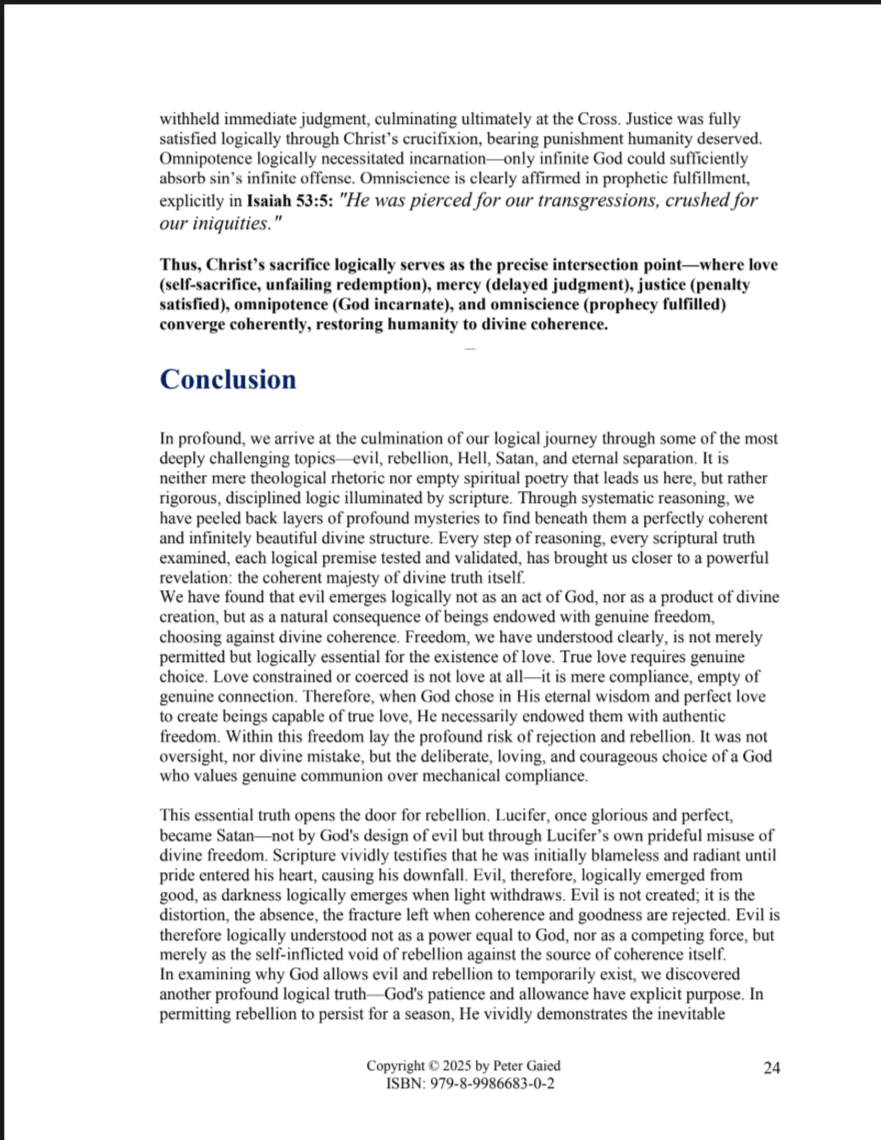 withheld immediate judgment, culminating ultimately at the Cross. Justice was fully
satisfied logically through Christ’s crucifixion, bearing punishment humanity deserved.
Omnipotence logically necessitated incarnation—only infinite God could sufficiently
absorb sin’s infinite offense. Omniscience is clearly affirmed in prophetic fulfillment,
explicitly in Isaiah 53:5: "He was pierced for our transgressions, crushed for
our iniquities."
Thus, Christ’s sacrifice logically serves as the precise intersection point—where love
(self-sacrifice, unfailing redemption), mercy (delayed judgment), justice (penalty
satisfied), omnipotence (God incarnate), and omniscience (prophecy fulfilled)
converge coherently, restoring humanity to divine coherence.
—
Conclusion
In profound, we arrive at the culmination of our logical journey through some of the most
deeply challenging topics—evil, rebellion, Hell, Satan, and eternal separation. It is
neither mere theological rhetoric nor empty spiritual poetry that leads us here, but rather
rigorous, disciplined logic illuminated by scripture. Through systematic reasoning, we
have peeled back layers of profound mysteries to find beneath them a perfectly coherent
and infinitely beautiful divine structure. Every step of reasoning, every scriptural truth
examined, each logical premise tested and validated, has brought us closer to a powerful
revelation: the coherent majesty of divine truth itself.
We have found that evil emerges logically not as an act of God, nor as a product of divine
creation, but as a natural consequence of beings endowed with genuine freedom,
choosing against divine coherence. Freedom, we have understood clearly, is not merely
permitted but logically essential for the existence of love. True love requires genuine
choice. Love constrained or coerced is not love at all—it is mere compliance, empty of
genuine connection. Therefore, when God chose in His eternal wisdom and perfect love
to create beings capable of true love, He necessarily endowed them with authentic
freedom. Within this freedom lay the profound risk of rejection and rebellion. It was not
oversight, nor divine mistake, but the deliberate, loving, and courageous choice of a God
who values genuine communion over mechanical compliance.
This essential truth opens the door for rebellion. Lucifer, once glorious and perfect,
became Satan—not by God's design of evil but through Lucifer’s own prideful misuse of
divine freedom. Scripture vividly testifies that he was initially blameless and radiant until
pride entered his heart, causing his downfall. Evil, therefore, logically emerged from
good, as darkness logically emerges when light withdraws. Evil is not created; it is the
distortion, the absence, the fracture left when coherence and goodness are rejected. Evil is
therefore logically understood not as a power equal to God, nor as a competing force, but
merely as the self-inflicted void of rebellion against the source of coherence itself.
In examining why God allows evil and rebellion to temporarily exist, we discovered
another profound logical truth—God's patience and allowance have explicit purpose. In
permitting rebellion to persist for a season, He vividly demonstrates the inevitable
Copyright © 2025 by Peter Gaied
ISBN: 979-8-9986683-0-2
24